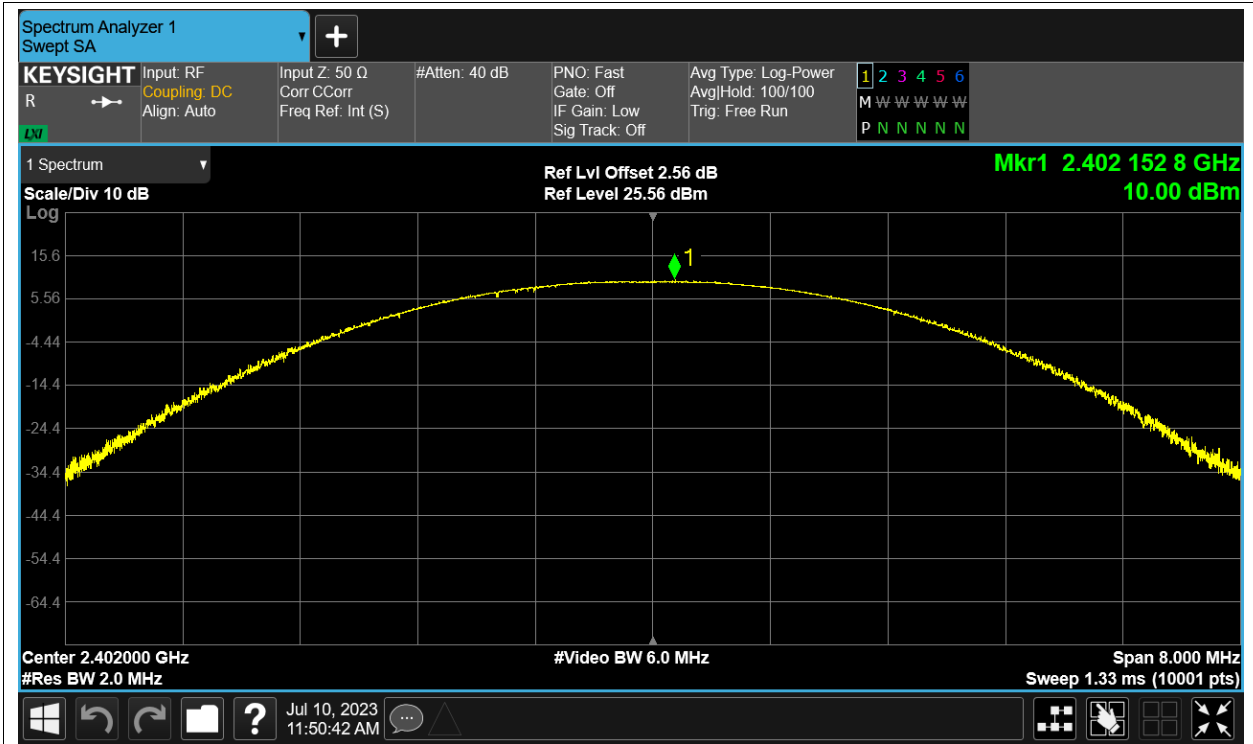 Spectrum Analyzer 1
Swept SA
KEYSIGHT
R
LXI
Input: RF
Coupling: DC
Align: Auto
Input Z: 50 Ω
Corr CCorr
Freq Ref: Int (S)
#Atten: 40 dB
PNO: Fast
Gate: Off
IF Gain: Low
Sig Track: Off
Avg Type: Log-Power
Avg|Hold: 100/100
Trig: Free Run
1 2 3 4 5 6
M W W W W W
P N N N N N
1 Spectrum
Scale/Div 10 dB
Log
Ref Lvl Offset 2.56 dB
Ref Level 25.56 dBm
Mkr1 2.402 152 8 GHz
10.00 dBm
1
15.6
5.56
-4.44
-14.4
-24.4
-34.4
-44.4
-54.4
-64.4
Center 2.402000 GHz
#Res BW 2.0 MHz
#Video BW 6.0 MHz
Span 8.000 MHz
Sweep 1.33 ms (10001 pts)
?
Jul 10, 2023
11:50:42 AM